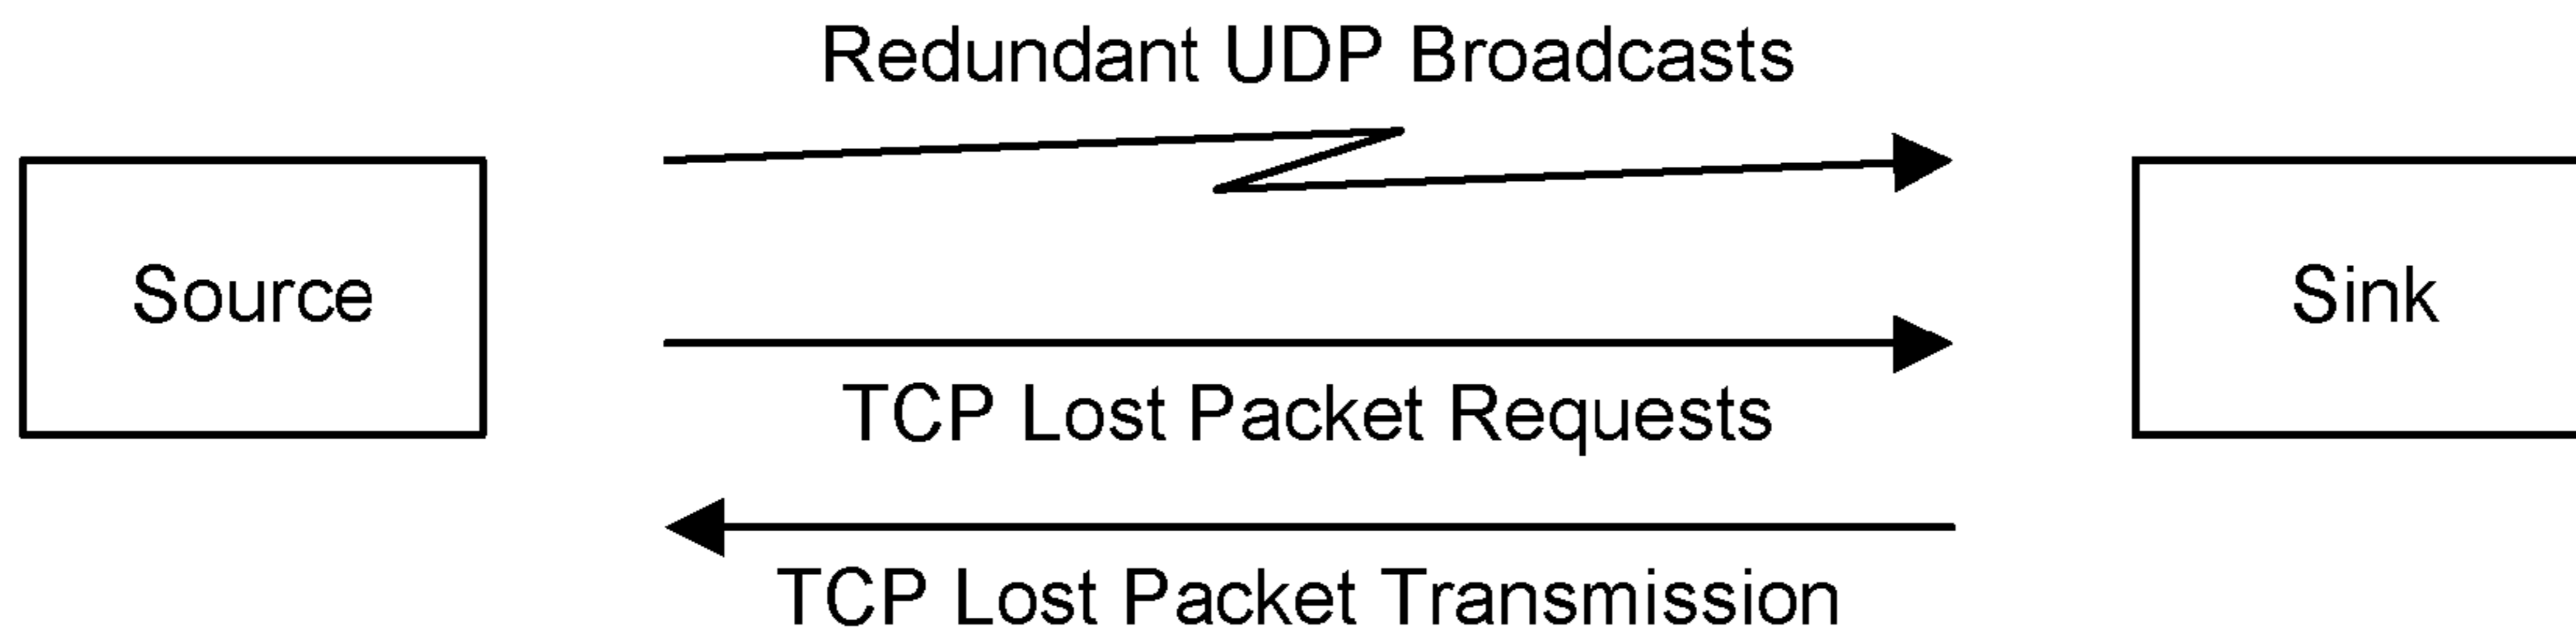 Redundant UDP Broadcasts
Source
Sink
TCP Lost Packet Requests
TCP Lost Packet Transmission